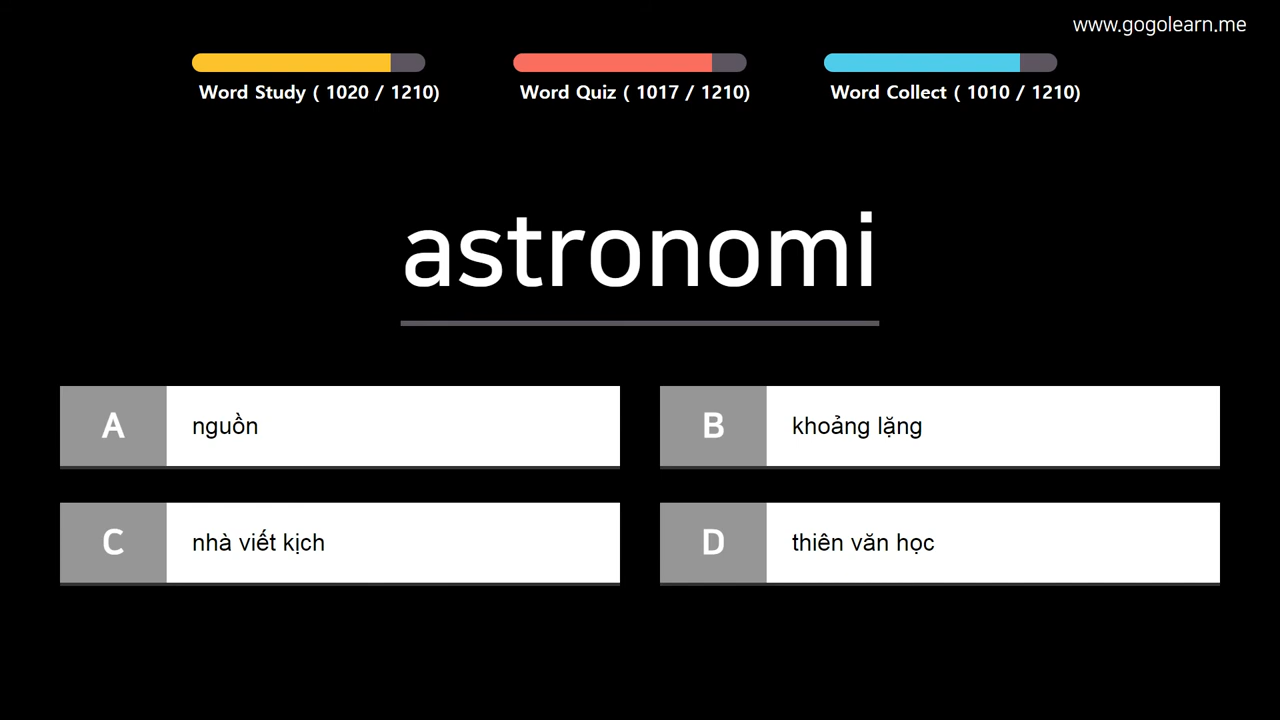 www.gogolearn.me
Word Study ( 1020 / 1210)
Word Quiz ( 1017 / 1210)
Word Collect ( 1010 / 1210)
astronomi
A nguồn
B khoảng lặng
C nhà viết kịch
D thiên văn học